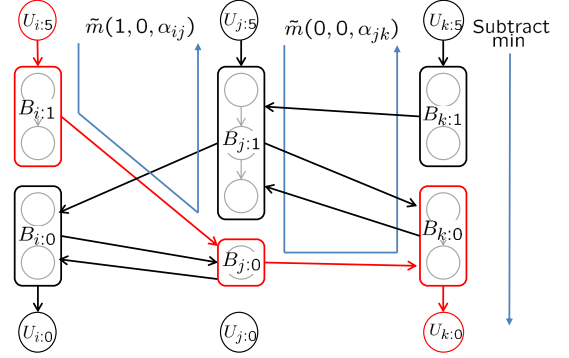 U_{i:5} m̃(1, 0, α_{ij}) U_{j:5} m̃(0, 0, α_{jk}) U_{k:5} Subtract
min
B_{i:1} B_{j:1} B_{k:1}
B_{i:0} B_{j:0} B_{k:0}
U_{i:0} U_{j:0} U_{k:0}